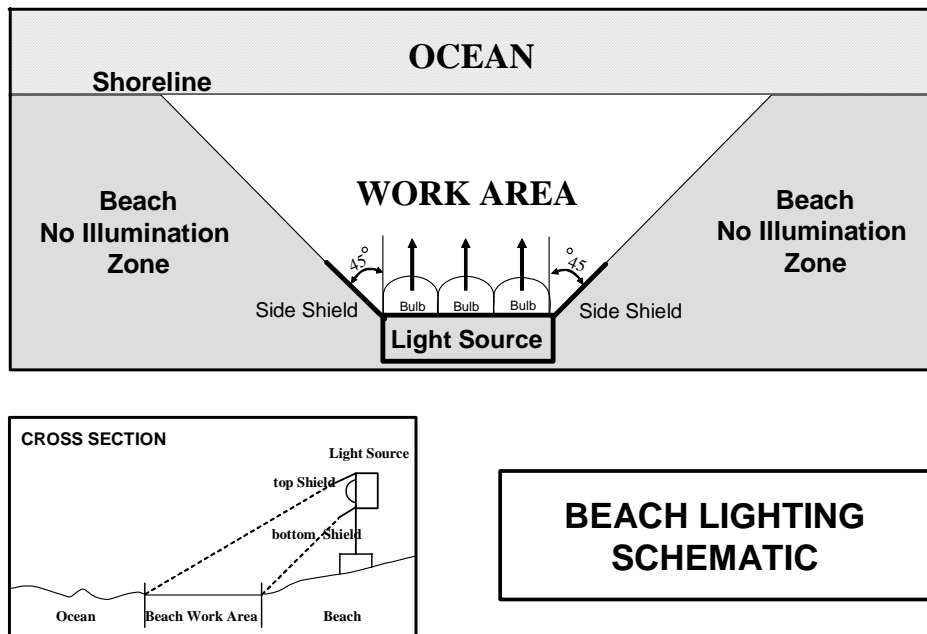 OCEAN
Shoreline
WORK AREA
Beach
No Illumination
Zone
Beach
No Illumination
Zone
45°
°45
Side Shield
Bulb
Bulb
Bulb
Side Shield
Light Source
CROSS SECTION
Light Source
top Shield
bottom Shield
Ocean
Beach Work Area
Beach
BEACH LIGHTING
SCHEMATIC